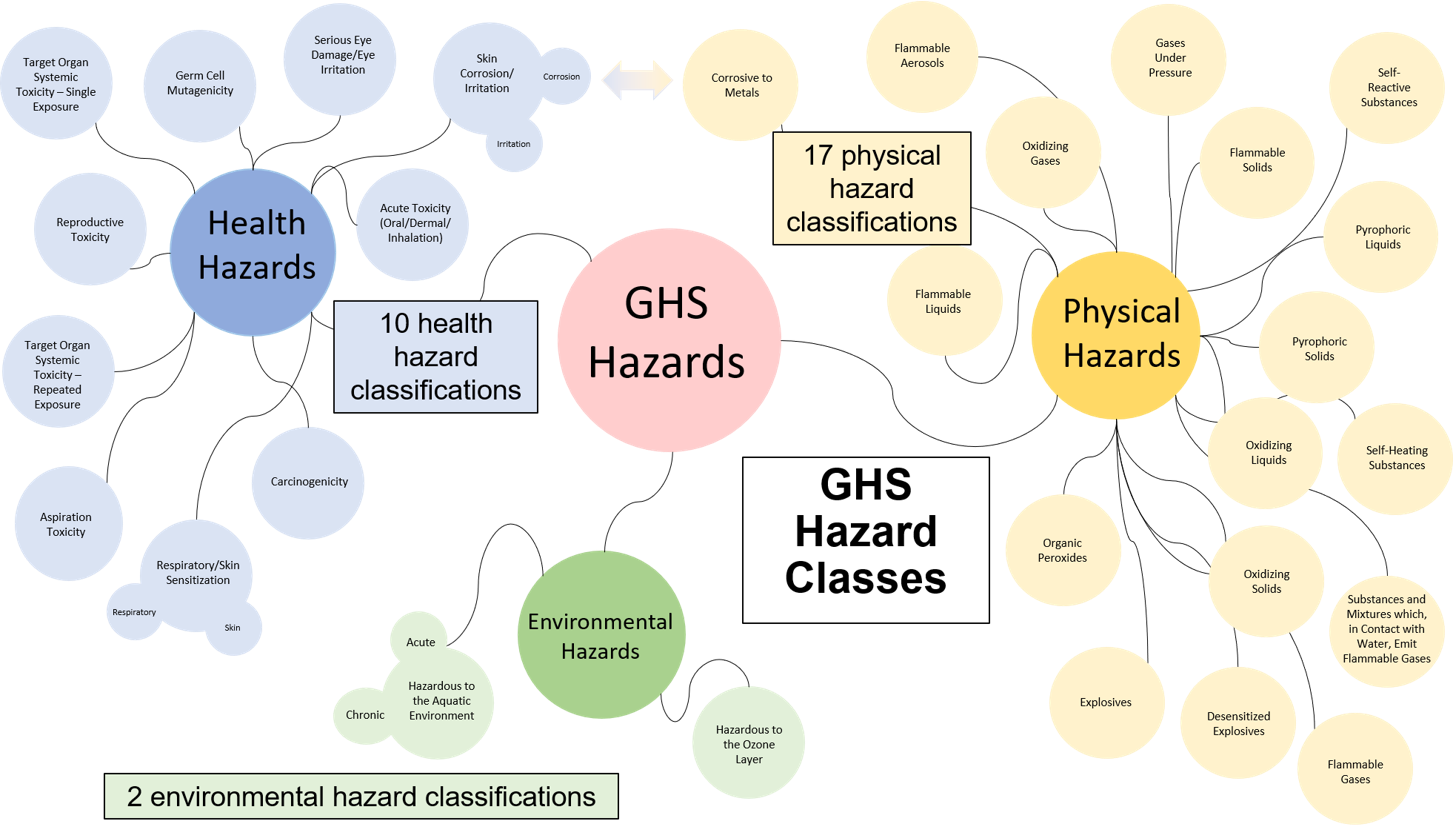 Target Organ
Systemic
Toxicity – Single
Exposure
Germ Cell
Mutagenicity
Serious Eye
Damage/Eye
Irritation
Skin
Corrosion/
Irritation
Corrosion
Irritation
Reproductive
Toxicity
Health
Hazards
Acute Toxicity
(Oral/Dermal/
Inhalation)
10 health
hazard
classifications
Target Organ
Systemic
Toxicity –
Repeated
Exposure
Aspiration
Toxicity
Carcinogenicity
Respiratory/Skin
Sensitization
Respiratory
Skin
GHS
Hazards
GHS
Hazard
Classes
Environmental
Hazards
Acute
Hazardous to
the Aquatic
Environment
Chronic
Hazardous to
the Ozone
Layer
2 environmental hazard classifications
Corrosive to
Metals
Flammable
Aerosols
Gases
Under
Pressure
Self-
Reactive
Substances
17 physical
hazard
classifications
Oxidizing
Gases
Flammable
Solids
Pyrophoric
Liquids
Flammable
Liquids
Physical
Hazards
Pyrophoric
Solids
Oxidizing
Liquids
Self-Heating
Substances
Organic
Peroxides
Oxidizing
Solids
Substances and
Mixtures which,
in Contact with
Water, Emit
Flammable Gases
Explosives
Desensitized
Explosives
Flammable
Gases